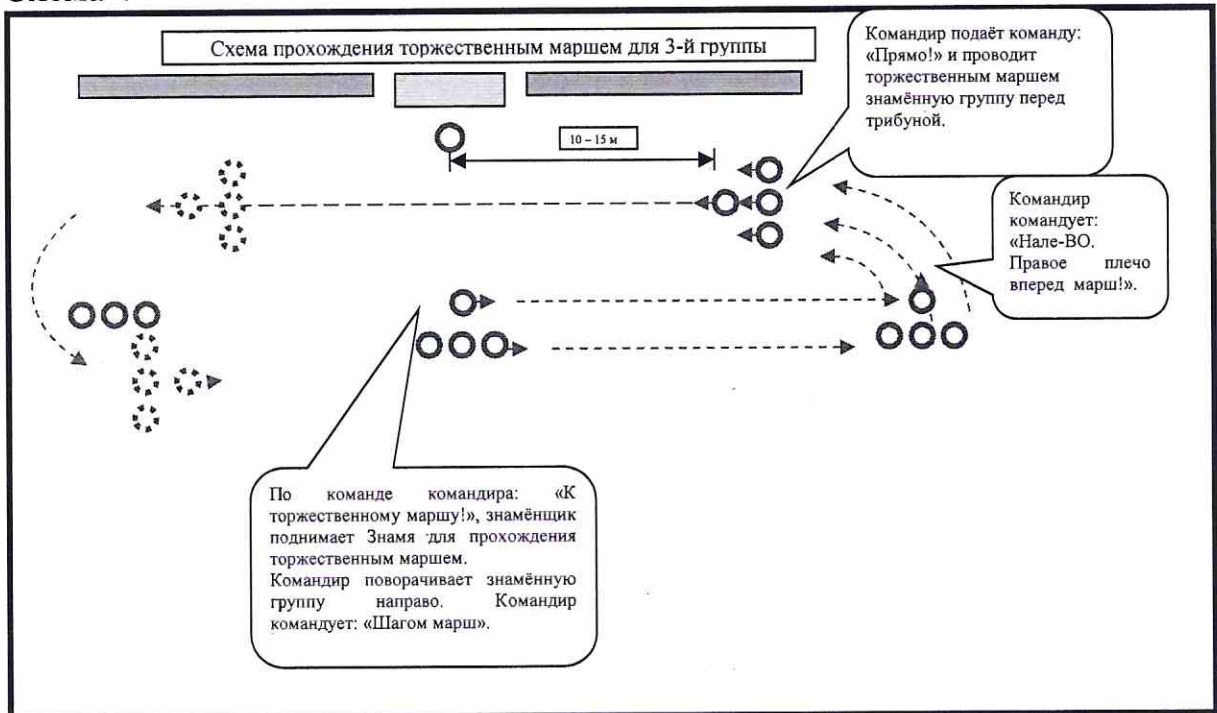 Схема прохождения торжественным маршем для 3-й группы
Командир подаёт команду:
«Прямо!» и проводит
торжественным маршем
знамённую группу перед
трибуной.
10 – 15 м
Командир
командует:
«Нале-ВО.
Правое плечо
вперед марш!».
По команде командира: «К
торжественному маршу!», знамёнщик
поднимает Знамя для прохождения
торжественным маршем.
Командир поворачивает знамённую
группу направо. Командир
командует: «Шагом марш».